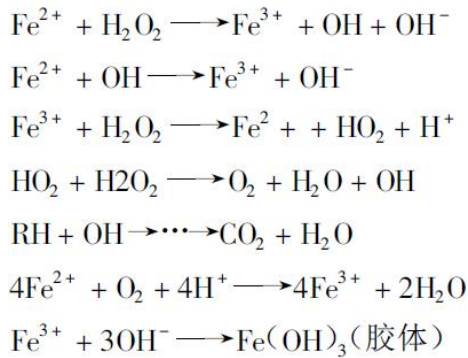 Fe²⁺ + H₂O₂ ⟶Fe³⁺ + OH + OH⁻
Fe²⁺ + OH⟶Fe³⁺ + OH⁻
Fe³⁺ + H₂O₂ ⟶Fe² + + HO₂ + H⁺
HO₂ + H2O₂ ⟶O₂ + H₂O + OH
RH + OH→⋯→CO₂ + H₂O
4Fe²⁺ + O₂ + 4H⁺⟶4Fe³⁺ + 2H₂O
Fe³⁺ + 3OH⁻⟶Fe(OH)₃(胶体)